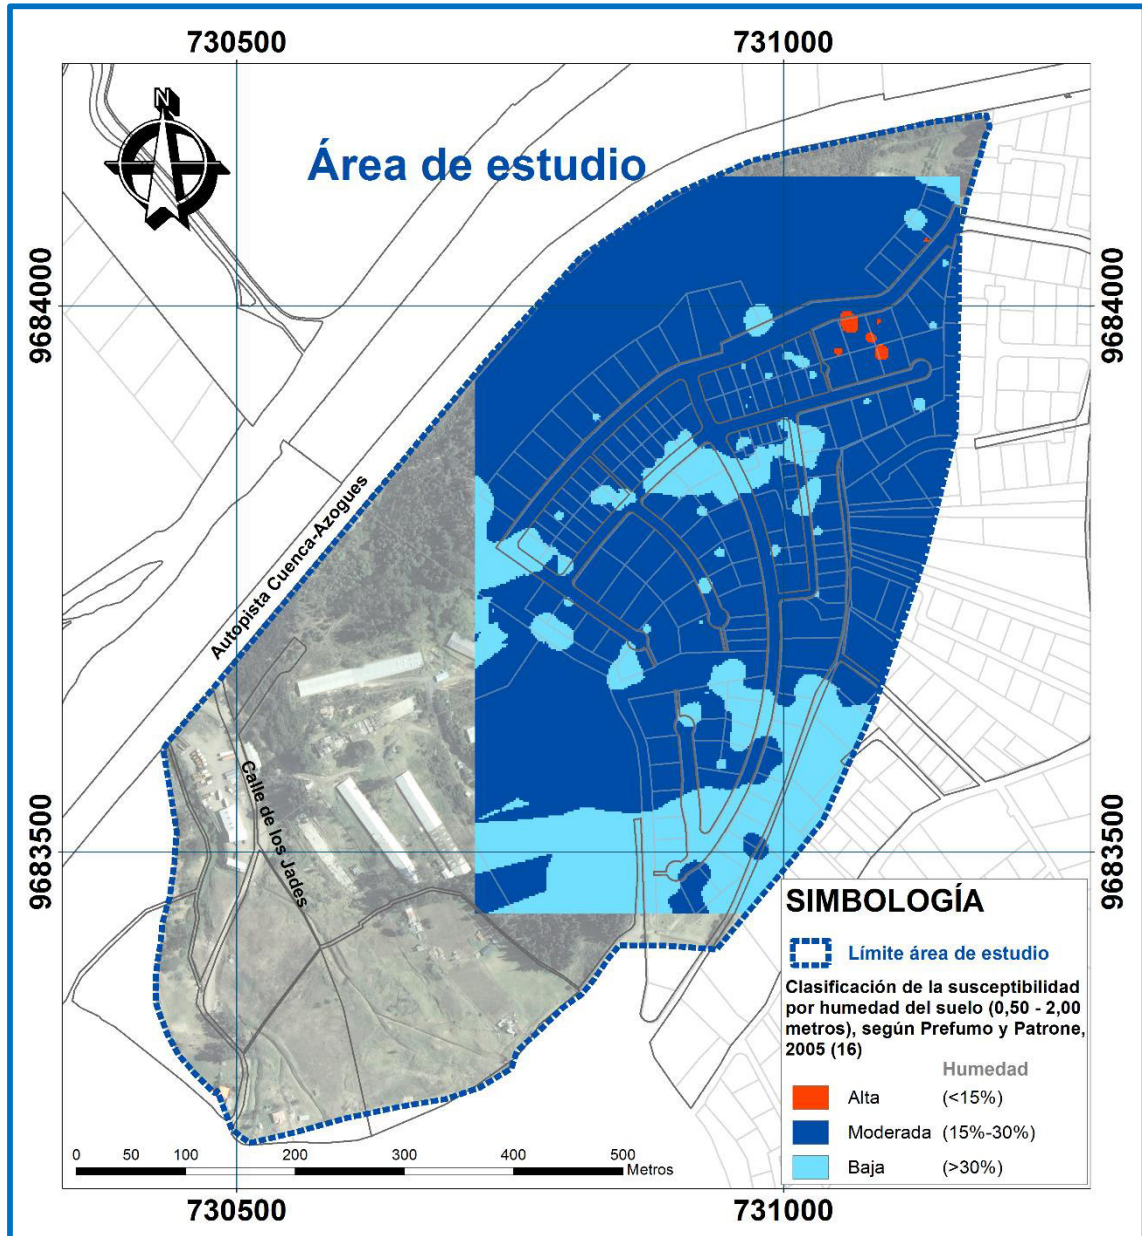 730500
731000
N
Área de estudio
9684000
9684000
Autopista Cuenca-Azogues
Calle de los Jades
9683500
9683500
SIMBOLOGÍA
Límite área de estudio
Clasificación de la susceptibilidad
por humedad del suelo (0,50 - 2,00
metros), según Prefumo y Patrone,
2005 (16)
Humedad
Alta (<15%)
Moderada (15%-30%)
Baja (>30%)
0 100 200 300 400 500
Metros
730500
731000